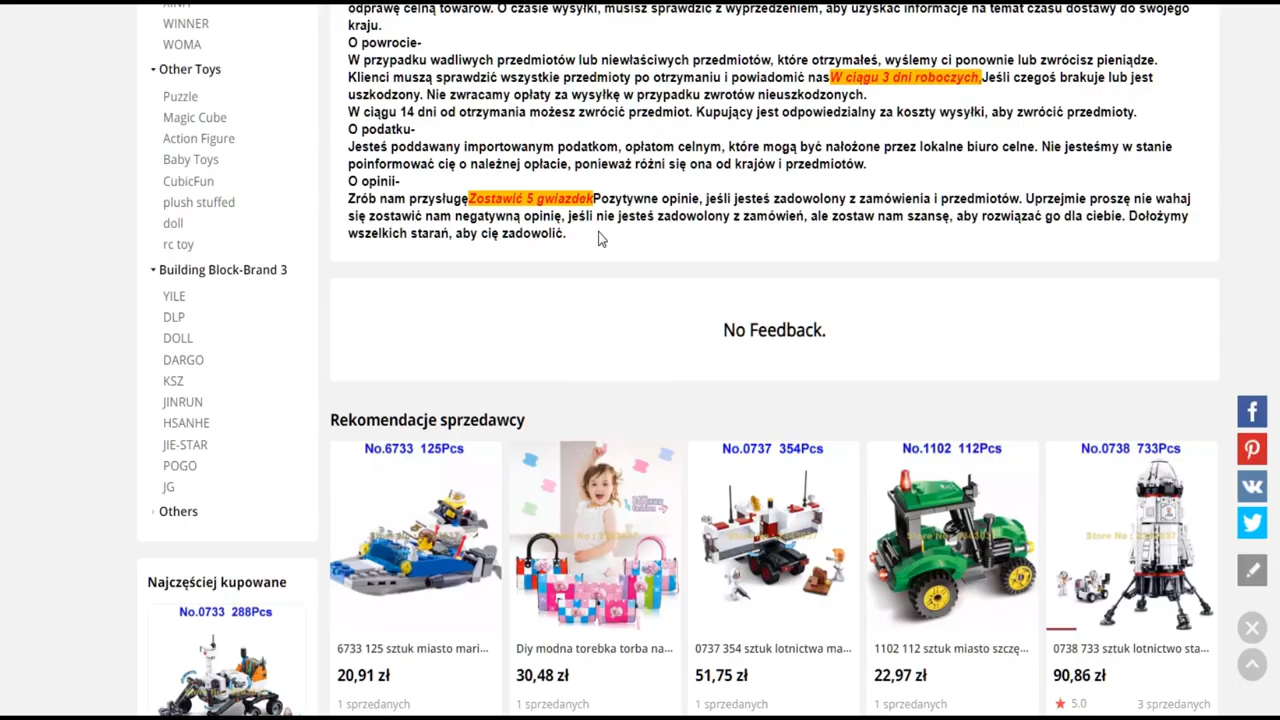 XINH
WINNER
WOMA
Other Toys
Puzzle
Magic Cube
Action Figure
Baby Toys
CubicFun
plush stuffed
doll
rc toy
Building Block-Brand 3
YILE
DLP
DOLL
DARGO
KSZ
JINRUN
HSANHE
JIE-STAR
POGO
JG
Others
Najczęściej kupowane
No.0733 288Pcs
odprawę celną towarów. O czasie wysyłki, musisz sprawdzić z wyprzedzeniem, aby uzyskać informacje na temat czasu dostawy do swojego
kraju.
O powrocie-
W przypadku wadliwych przedmiotów lub niewłaściwych przedmiotów, które otrzymałeś, wyślemy ci ponownie lub zwrócisz pieniądze.
Klienci muszą sprawdzić wszystkie przedmioty po otrzymaniu i powiadomić nasW ciągu 3 dni roboczych,Jeśli czegoś brakuje lub jest
uszkodzony. Nie zwracamy opłaty za wysyłkę w przypadku zwrotów nieuszkodzonych.
W ciągu 14 dni od otrzymania możesz zwrócić przedmiot. Kupujący jest odpowiedzialny za koszty wysyłki, aby zwrócić przedmioty.
O podatku-
Jesteś poddawany importowanym podatkom, opłatom celnym, które mogą być nałożone przez lokalne biuro celne. Nie jesteśmy w stanie
poinformować cię o należnej opłacie, ponieważ różni się ona od krajów i przedmiotów.
O opinii-
Zrób nam przysługęZostawić 5 gwiazdekPozytywne opinie, jeśli jesteś zadowolony z zamówienia i przedmiotów. Uprzejmie proszę nie wahaj
się zostawić nam negatywną opinię, jeśli nie jesteś zadowolony z zamówień, ale zostaw nam szansę, aby rozwiązać go dla ciebie. Dołożymy
wszelkich starań, aby cię zadowolić.
No Feedback.
Rekomendacje sprzedawcy
No.6733 125Pcs
No.0737 354Pcs
No.1102 112Pcs
No.0738 733Pcs
6733 125 sztuk miasto mari...
Diy modna torebka torba na...
0737 354 sztuk lotnictwa ma...
1102 112 sztuk miasto szczę...
0738 733 sztuk lotnictwo sta...
20,91 zł
30,48 zł
51,75 zł
22,97 zł
90,86 zł
1 sprzedanych
1 sprzedanych
1 sprzedanych
1 sprzedanych
5.0
3 sprzedanych